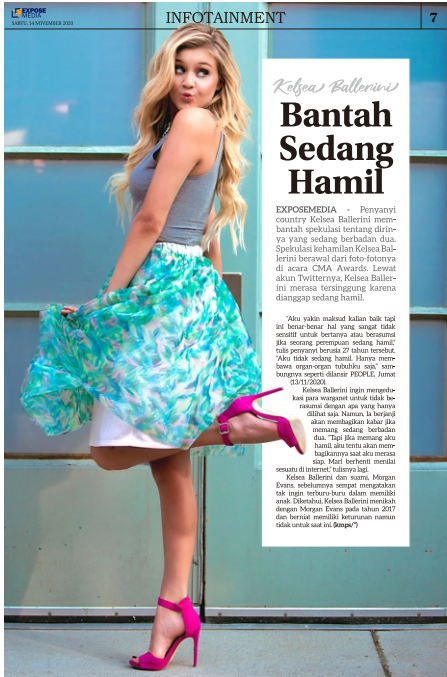 EXPOSE
MEDIA
SABTU, 14 NOVEMBER 2020
INFOTAINMENT
7
Kelsea Ballerini
Bantah
Sedang
Hamil
EXPOSEMEDIA - Penyanyi
country Kelsea Ballerini mem-
bantah spekulasi tentang dirin-
ya yang sedang berbadan dua.
Spekulasi kehamilan Kelsea Bal-
lerini berawal dari foto-fotonya
di acara CMA Awards. Lewat
akun Twitternya, Kelsea Baller-
ini merasa tersinggung karena
dianggap sedang hamil.
"Aku yakin maksud kalian baik tapi
ini benar-benar hal yang sangat tidak
sensitif untuk bertanya atau berasumsi
jika seorang perempuan sedang hamil,"
tulis penyanyi berusia 27 tahun tersebut.
"Aku tidak sedang hamil. Hanya mem-
bawa organ-organ tubuhku saja," sam-
bungnya seperti dilansir PEOPLE, Jumat
(13/11/2020).
Kelsea Ballerini ingin mengedu-
kasi para warganet untuk tidak be-
rasumsi dengan apa yang hanya
dilihat saja. Namun, Ia berjanji
akan membagikan kabar jika
memang sedang berbadan
dua. "Tapi jika memang aku
hamil, aku tentu akan mem-
bagikannya saat aku merasa
siap. Mari berhenti menilai
sesuatu di internet," tulisnya lagi.
Kelsea Ballerini dan suami, Morgan
Evans, sebelumnya sempat mengatakan
tak ingin terburu-buru dalam memiliki
anak. Diketahui, Kelsea Ballerini menikah
dengan Morgan Evans pada tahun 2017
dan berniat memiliki keturunan namun
tidak untuk saat ini. (kmps/*)